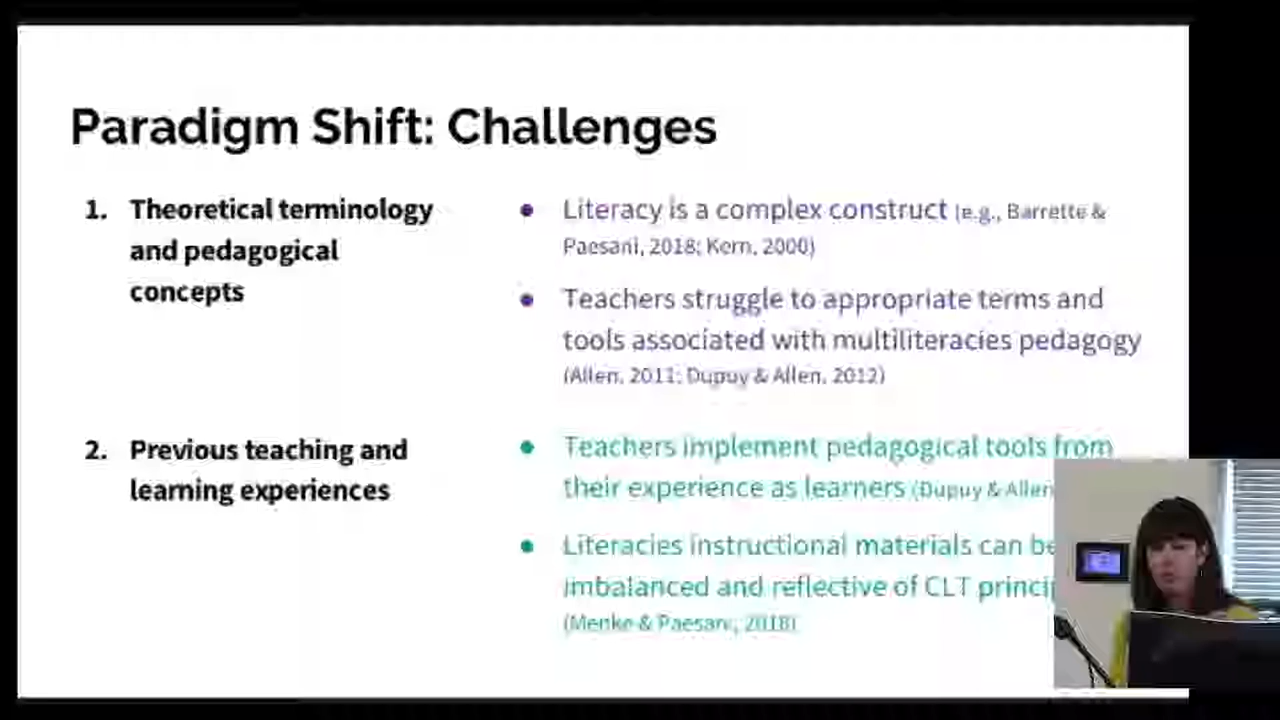 Paradigm Shift: Challenges
1. Theoretical terminology
and pedagogical
concepts
● Literacy is a complex construct (e.g., Barrette &
Paesani, 2018; Kern, 2000)
● Teachers struggle to appropriate terms and
tools associated with multiliteracies pedagogy
(Allen, 2011; Dupuy & Allen, 2012)
2. Previous teaching and
learning experiences
● Teachers implement pedagogical tools from
their experience as learners (Dupuy & Allen
● Literacies instructional materials can be
imbalanced and reflective of CLT princip
(Menke & Paesani, 2018)